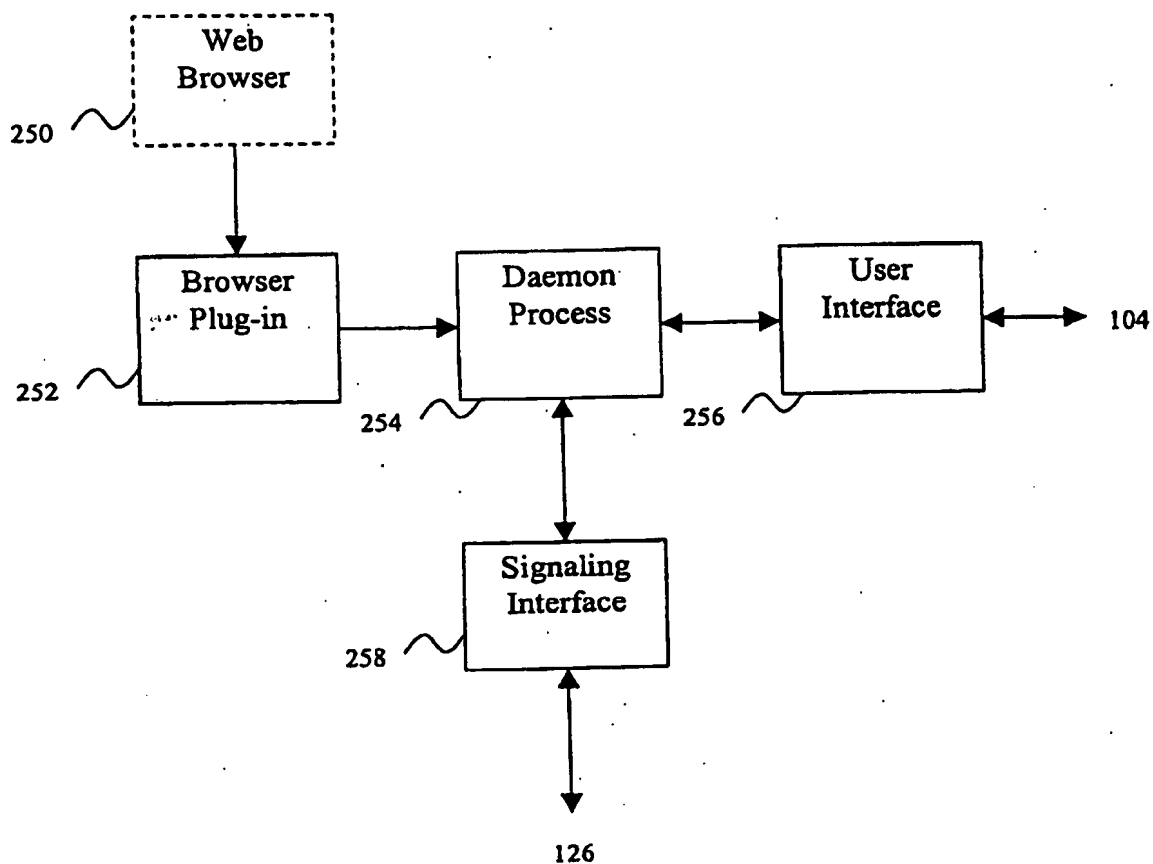 Web
Browser
250
Browser
Plug-in
252
Daemon
Process
254
User
Interface
256
104
Signaling
Interface
258
126